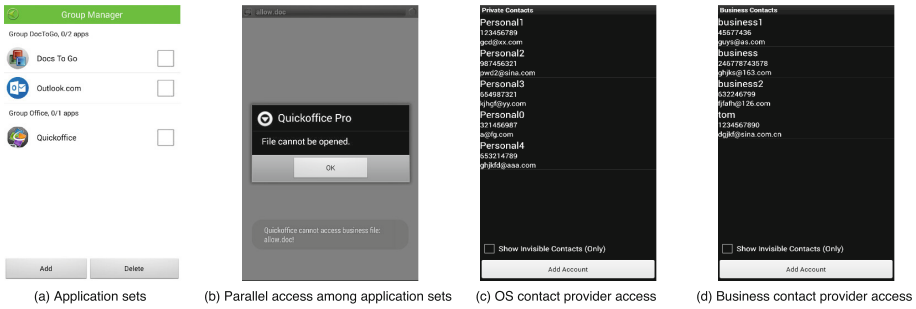 Group Manager
Group DocToGo, 0/2 apps
Docs To Go
Outlook.com
Group Office, 0/1 apps
Quickoffice
Add
Delete
(a) Application sets
allow doc
Quickoffice Pro
File cannot be opened.
OK
Quickoffice cannot access business file:
allow.doc!
(b) Parallel access among application sets
Private Contacts
Personal1
123456789
gcd@xx.com
Personal2
987456321
pwd2@sina.com
Personal3
654987321
kjhgf@yy.com
Personal0
321456987
a@fg.com
Personal4
653214789
ghjkfd@aaa.com
Show Invisible Contacts (Only)
Add Account
(c) OS contact provider access
Business Contacts
business1
45677436
guys@as.com
business
246778743578
ghjks@163.com
business2
632246799
fjfafh@126.com
tom
1234567890
dgjkf@sina.com.cn
Show Invisible Contacts (Only)
Add Account
(d) Business contact provider access